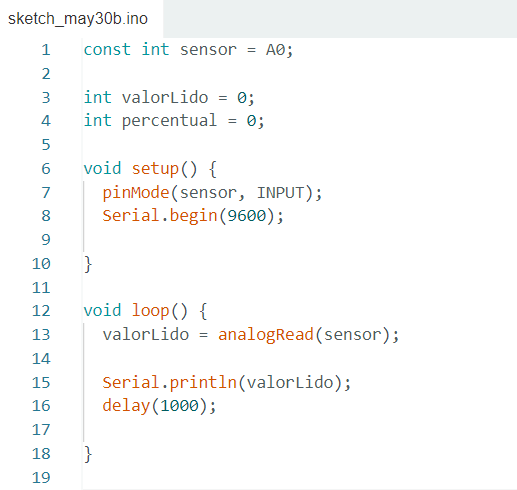 sketch_may30b.ino
1 const int sensor = A0;
2
3 int valorLido = 0;
4 int percentual = 0;
5
6 void setup() {
7   pinMode(sensor, INPUT);
8   Serial.begin(9600);
9
10 }
11
12 void loop() {
13   valorLido = analogRead(sensor);
14
15   Serial.println(valorLido);
16   delay(1000);
17
18 }
19